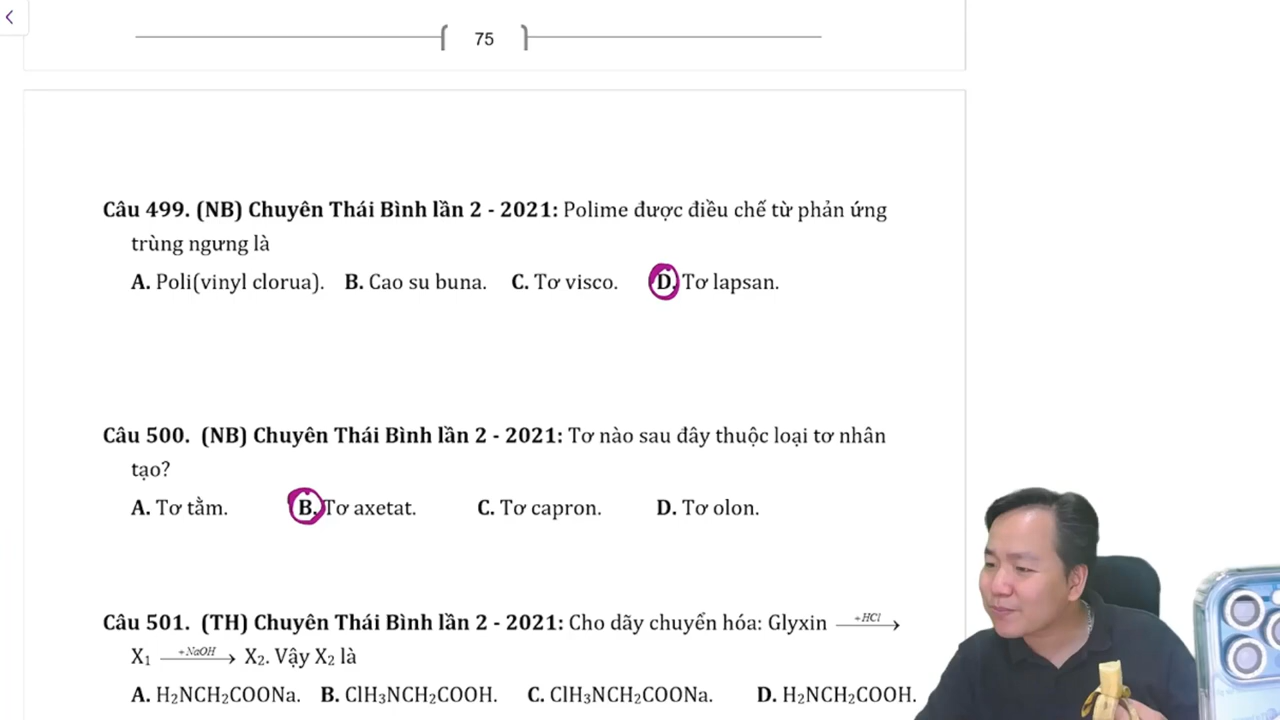 75
Câu 499. (NB) Chuyên Thái Bình lần 2 - 2021: Polime được điều chế từ phản ứng
trùng ngưng là
A. Poli(vinyl clorua). B. Cao su buna. C. Tơ visco. D. Tơ lapsan.
Câu 500. (NB) Chuyên Thái Bình lần 2 - 2021: Tơ nào sau đây thuộc loại tơ nhân
tạo?
A. Tơ tằm. B. Tơ axetat. C. Tơ capron. D. Tơ olon.
Câu 501. (TH) Chuyên Thái Bình lần 2 - 2021: Cho dãy chuyển hóa: Glyxin +HCl→
X₁ +NaOH→ X₂. Vậy X₂ là
A. H₂NCH₂COONa. B. ClH₃NCH₂COOH. C. ClH₃NCH₂COONa. D. H₂NCH₂COOH.